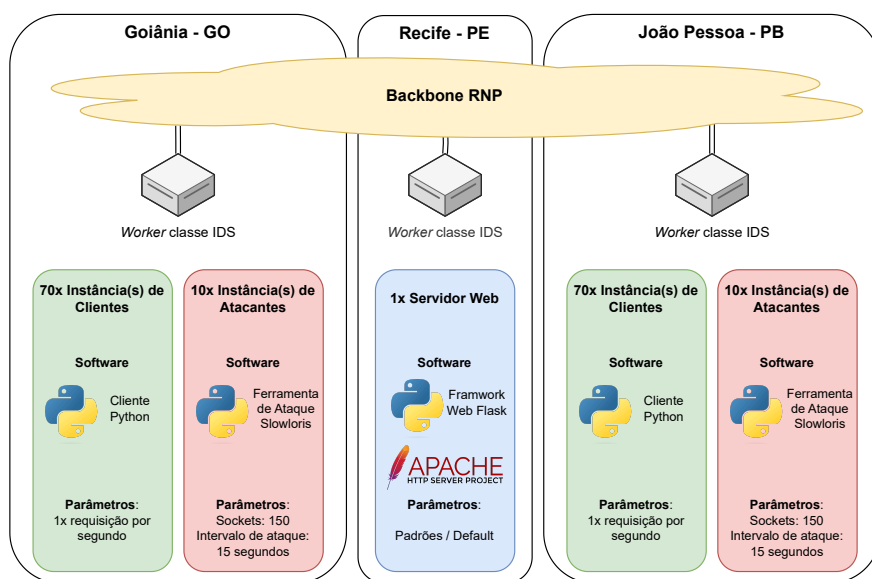 Goiânia - GO
Recife - PE
João Pessoa - PB
Backbone RNP
Worker classe IDS
Worker classe IDS
Worker classe IDS
70x Instância(s) de
Clientes
Software
Cliente
Python
Parâmetros:
1x requisição por
segundo
10x Instância(s) de
Atacantes
Software
Ferramenta
de Ataque
Slowloris
Parâmetros:
Sockets: 150
Intervalo de ataque:
15 segundos
1x Servidor Web
Software
Framwork
Web Flask
APACHE
HTTP SERVER PROJECT
Parâmetros:
Padrões / Default
70x Instância(s) de
Clientes
Software
Cliente
Python
Parâmetros:
1x requisição por
segundo
10x Instância(s) de
Atacantes
Software
Ferramenta
de Ataque
Slowloris
Parâmetros:
Sockets: 150
Intervalo de ataque:
15 segundos